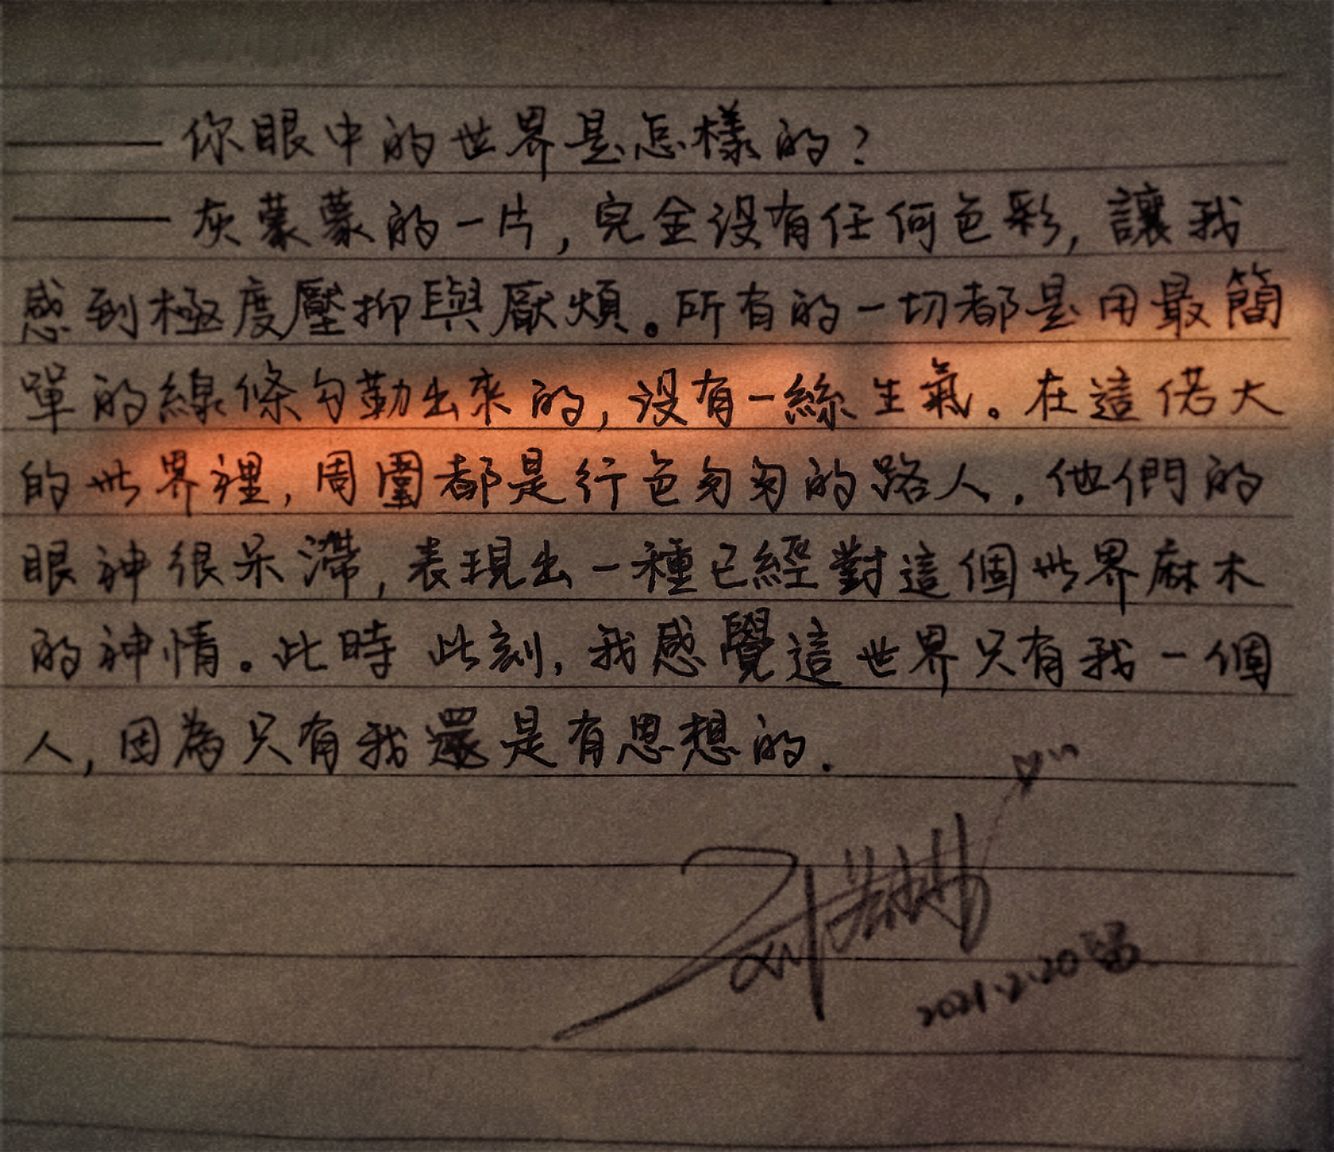 ——你眼中的世界是怎樣的?
——灰蒙蒙的一片,完全没有任何色彩,讓我
感到極度壓抑與厭煩。所有的一切都是用最簡
單的線條勾勒出來的,没有一絲生氣。在這偌大
的世界裡,周圍都是行色匆匆的路人.他們的
眼神很呆滯,表現出一種已經對這個世界麻木
的神情。此時此刻,我感覺這世界只有我一個
人,因為只有我還是有思想的.
2021.2.20留